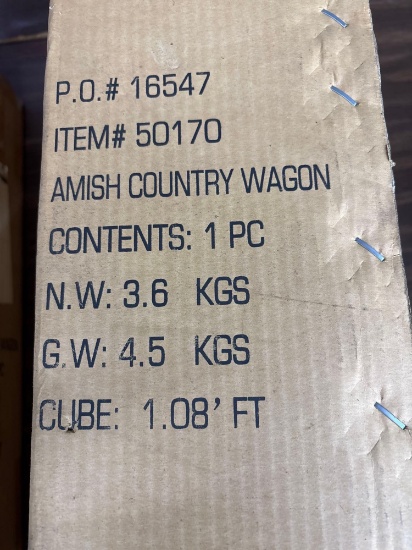 P.O.# 16547
ITEM# 50170
AMISH COUNTRY WAGON
CONTENTS: 1 PC
N.W: 3.6 KGS
G.W: 4.5 KGS
CUBE: 1.08' FT